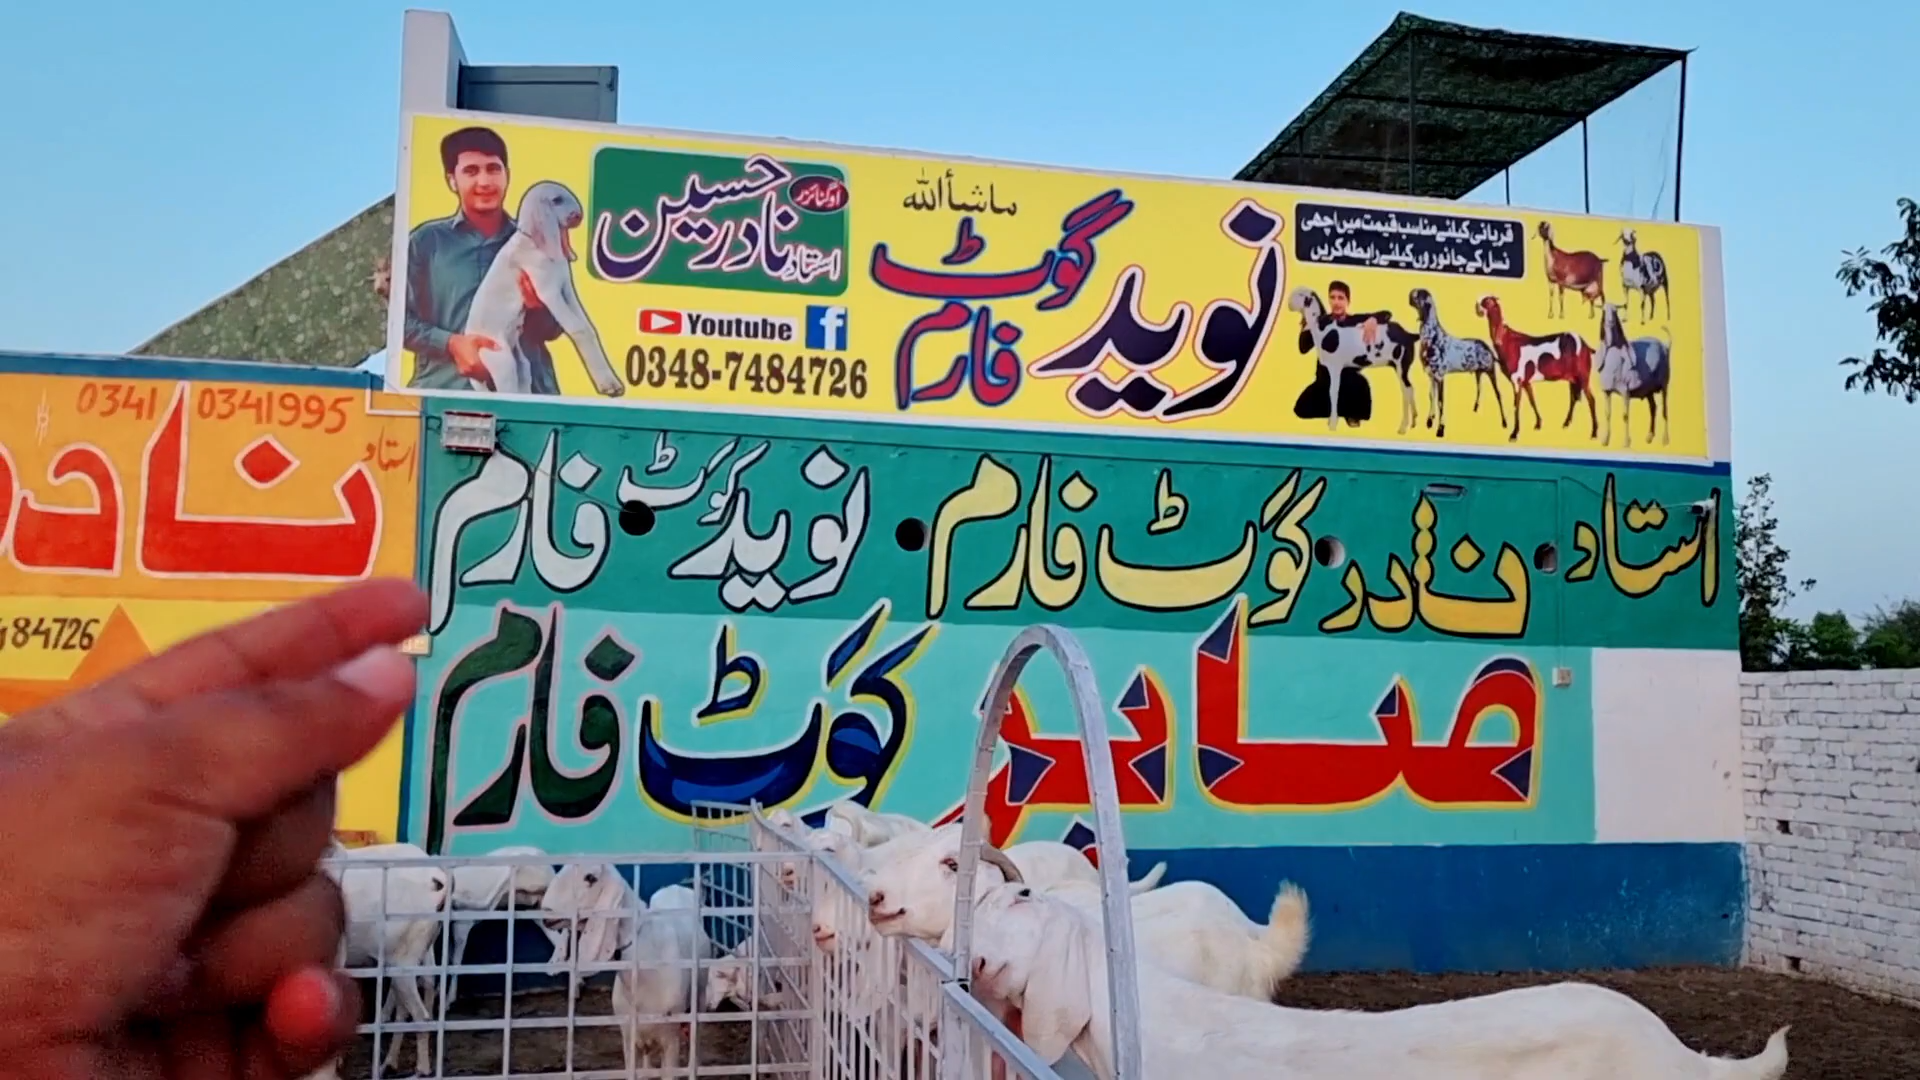 ماشأالله
نوید گوٹ فارم
آرگنائزر
استاد نادر حسین
Youtube
0348-7484726
قربانی کیلئے مناسب قیمت میں اچھی
نسل کے جانوروں کیلئے رابطہ کریں
استاد نادر گوٹ فارم نوید گوٹ فارم
صابر گوٹ فارم
0341 0341995
استاد
84726